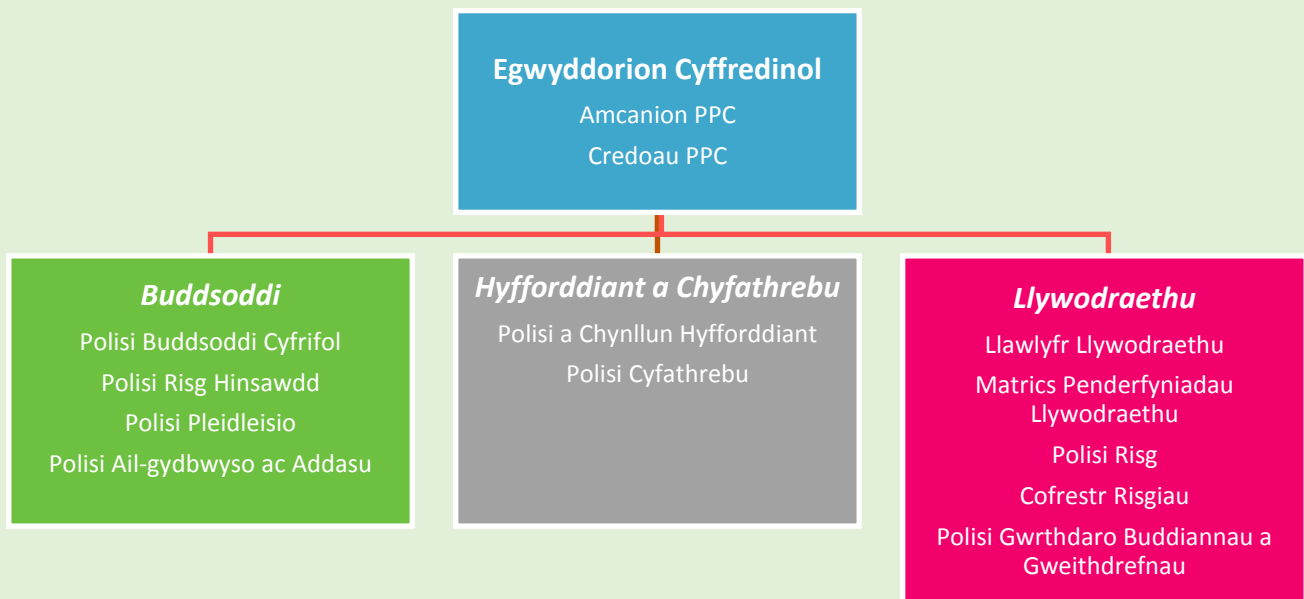 Egwyddorion Cyffredinol
Amcanion PPC
Credoau PPC
Buddsoddi
Polisi Buddsoddi Cyfrifol
Polisi Risg Hinsawdd
Polisi Pleidleisio
Polisi Ail-gydbwyso ac Addasu
Hyfforddiant a Chyfathrebu
Polisi a Chynllun Hyfforddiant
Polisi Cyfathrebu
Llywodraethu
Llawlyfr Llywodraethu
Matrics Penderfyniadau
Llywodraethu
Polisi Risg
Cofrestr Risgiau
Polisi Gwrthdaro Buddiannau a
Gweithdrefnau